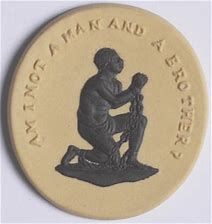 AM I NOT A MAN AND A BROTHER?